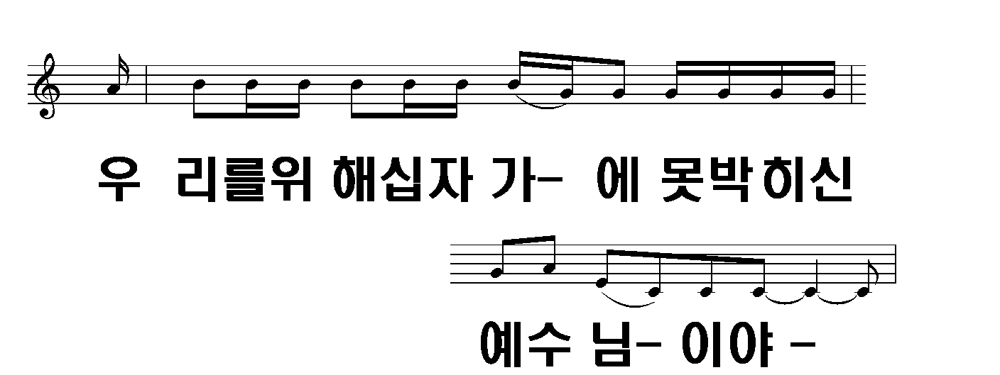 우 리를위 해십자 가- 에 못박히신
예수 님- 이야 -